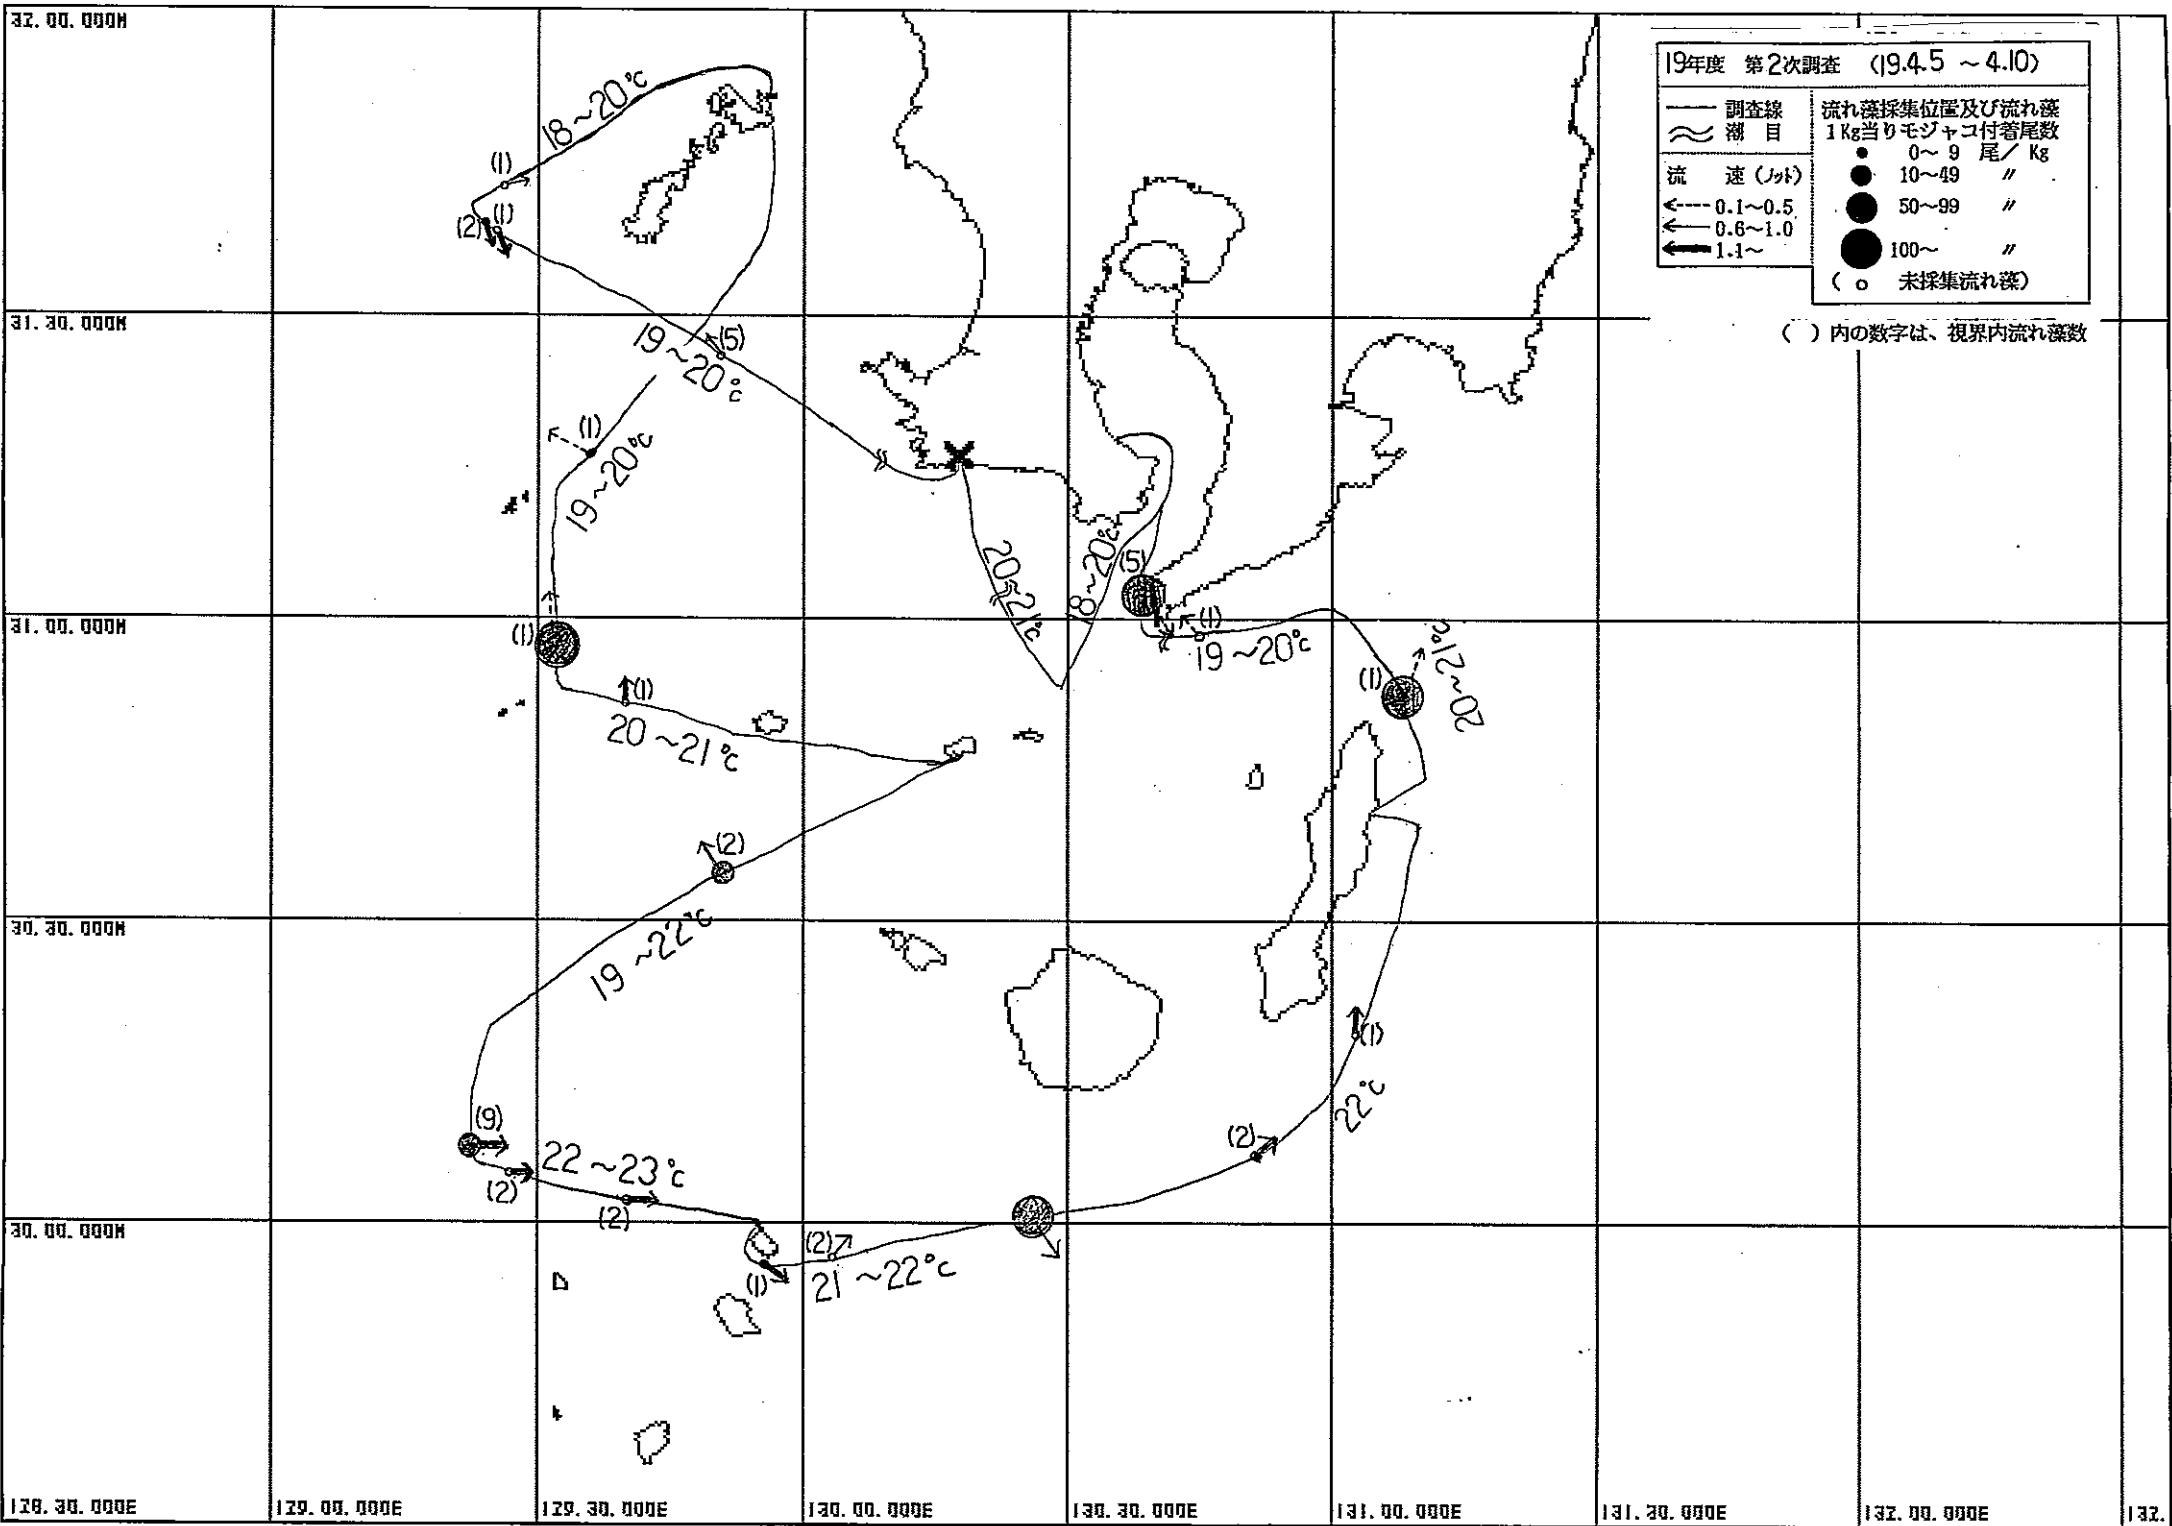 32.00.000N
19年度 第2次調査 (19.4.5 ~4.10)
調査線
潮 目
流 速(ノット)
0.1~0.5
0.6~1.0
1.1~
流れ藻採集位置及び流れ藻
1Kg当りモジャコ付着尾数
0~ 9 尾/ Kg
10~49 〃
50~99 〃
100~ 〃
( ○ 未採集流れ藻)
( )内の数字は、視界内流れ藻数
18~20℃
(1)
(2)
(1)
31.30.000N
(5)
19~20℃
(1)
19~20℃
20~21℃
18~20℃
(5)
31.00.000N
(1)
(1)
19~20℃
(1)
20~21℃
(1)
20~21℃
(2)
30.30.000N
19~22℃
(1)
22℃
(9)
(2)
22~23℃
(2)
(2)
30.00.000N
(2)
(1)
21~22℃
128.30.000E
129.00.000E
129.30.000E
130.00.000E
130.30.000E
131.00.000E
131.30.000E
132.00.000E
132.